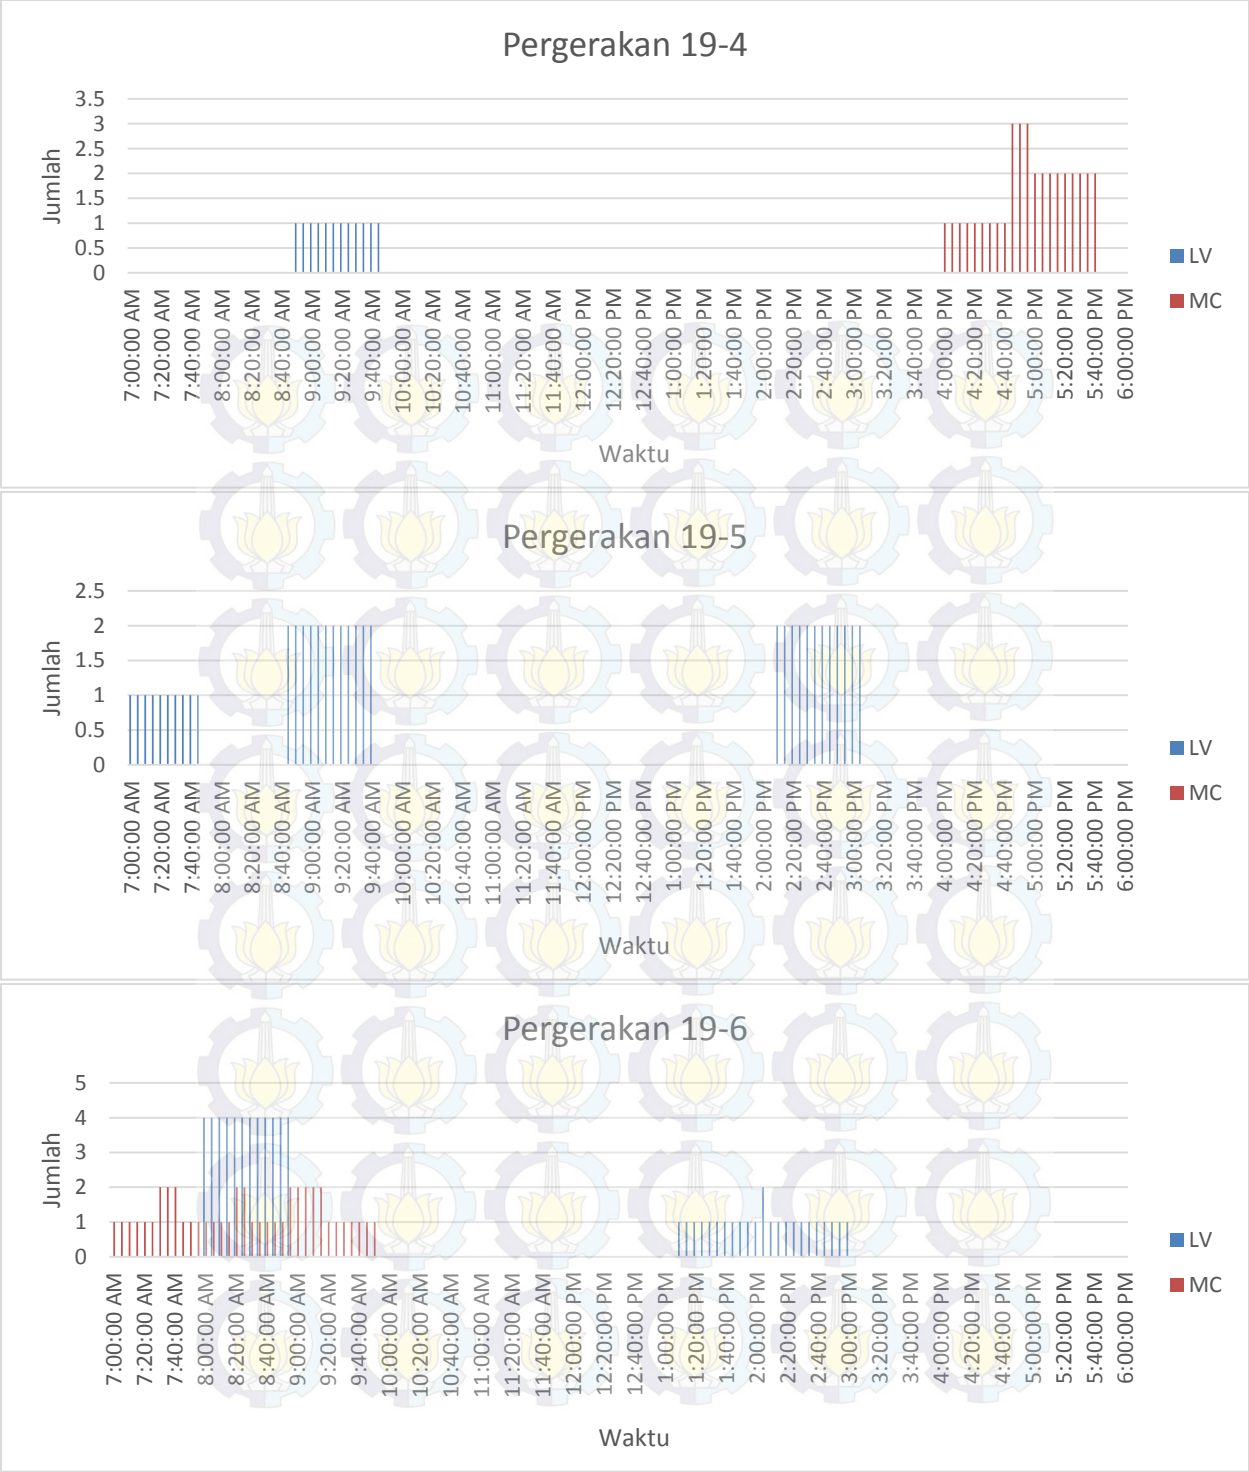 Pergerakan 19-4
3.5
3
2.5
2
1.5
1
0.5
0
Jumlah
7:00:00 AM
7:20:00 AM
7:40:00 AM
8:00:00 AM
8:20:00 AM
8:40:00 AM
9:00:00 AM
9:20:00 AM
9:40:00 AM
10:00:00 AM
10:20:00 AM
10:40:00 AM
11:00:00 AM
11:20:00 AM
11:40:00 AM
12:00:00 PM
12:20:00 PM
12:40:00 PM
1:00:00 PM
1:20:00 PM
1:40:00 PM
2:00:00 PM
2:20:00 PM
2:40:00 PM
3:00:00 PM
3:20:00 PM
3:40:00 PM
4:00:00 PM
4:20:00 PM
4:40:00 PM
5:00:00 PM
5:20:00 PM
5:40:00 PM
6:00:00 PM
Waktu
LV
MC
Pergerakan 19-5
2.5
2
1.5
1
0.5
0
Jumlah
7:00:00 AM
7:20:00 AM
7:40:00 AM
8:00:00 AM
8:20:00 AM
8:40:00 AM
9:00:00 AM
9:20:00 AM
9:40:00 AM
10:00:00 AM
10:20:00 AM
10:40:00 AM
11:00:00 AM
11:20:00 AM
11:40:00 AM
12:00:00 PM
12:20:00 PM
12:40:00 PM
1:00:00 PM
1:20:00 PM
1:40:00 PM
2:00:00 PM
2:20:00 PM
2:40:00 PM
3:00:00 PM
3:20:00 PM
3:40:00 PM
4:00:00 PM
4:20:00 PM
4:40:00 PM
5:00:00 PM
5:20:00 PM
5:40:00 PM
6:00:00 PM
Waktu
LV
MC
Pergerakan 19-6
5
4
3
2
1
0
Jumlah
7:00:00 AM
7:20:00 AM
7:40:00 AM
8:00:00 AM
8:20:00 AM
8:40:00 AM
9:00:00 AM
9:20:00 AM
9:40:00 AM
10:00:00 AM
10:20:00 AM
10:40:00 AM
11:00:00 AM
11:20:00 AM
11:40:00 AM
12:00:00 PM
12:20:00 PM
12:40:00 PM
1:00:00 PM
1:20:00 PM
1:40:00 PM
2:00:00 PM
2:20:00 PM
2:40:00 PM
3:00:00 PM
3:20:00 PM
3:40:00 PM
4:00:00 PM
4:20:00 PM
4:40:00 PM
5:00:00 PM
5:20:00 PM
5:40:00 PM
6:00:00 PM
Waktu
LV
MC